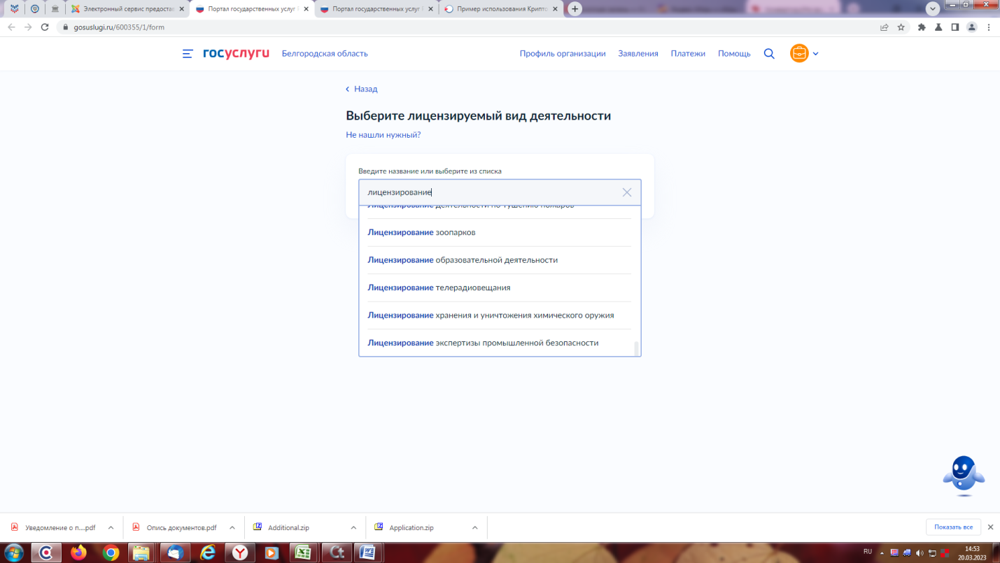 Электронный сервис предостае
Портал государственных услуг
Портал государственных услуг
Пример использования Крипто
gosuslugi.ru/600355/1/form
госуслуги Белгородская область Профиль организации Заявления Платежи Помощь
Назад
Выберите лицензируемый вид деятельности
Не нашли нужный?
Введите название или выберите из списка
лицензирование
Лицензирование деятельности по тушению пожаров
Лицензирование зоопарков
Лицензирование образовательной деятельности
Лицензирование телерадиовещания
Лицензирование хранения и уничтожения химического оружия
Лицензирование экспертизы промышленной безопасности
Уведомление о п....pdf
Опись документов.pdf
Additional.zip
Application.zip
Показать все
RU
14:53
20.03.2023